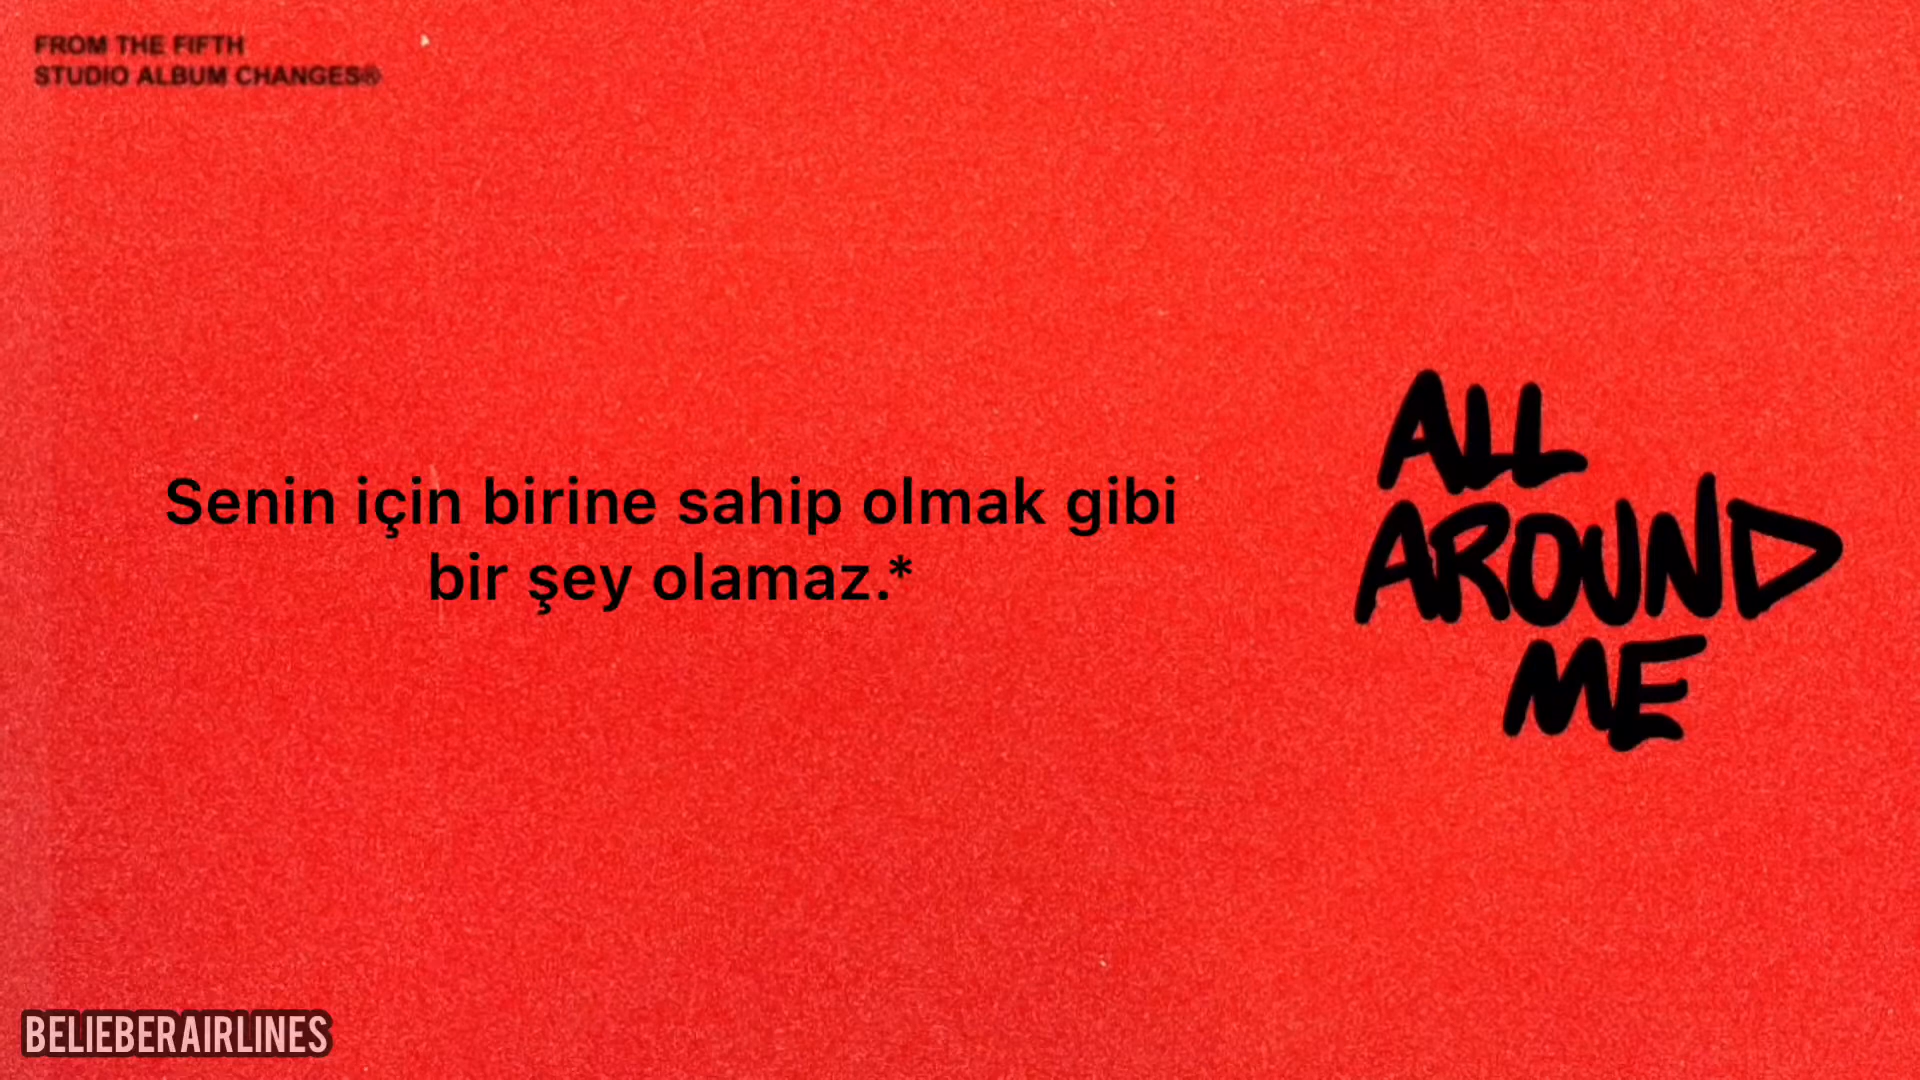 FROM THE FIFTH
STUDIO ALBUM CHANGES®
Senin için birine sahip olmak gibi
bir şey olamaz.*
ALL
AROUND
ME
BELIEBERAIRLINES